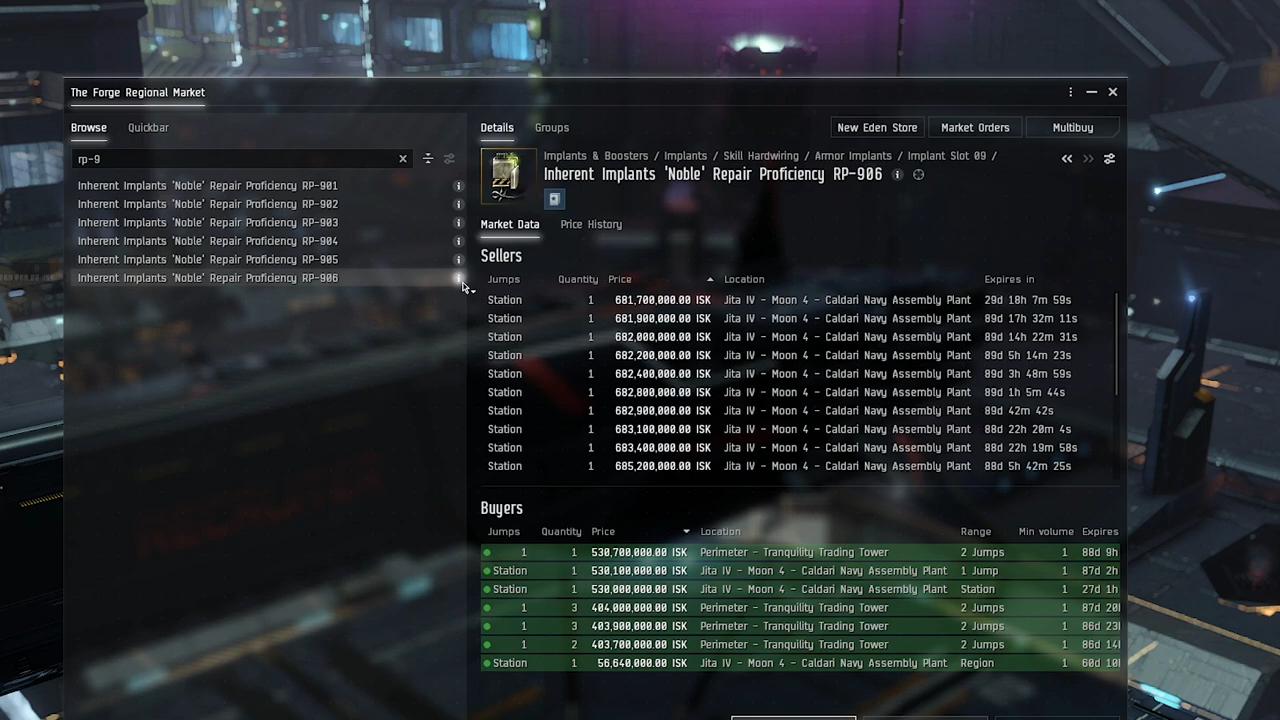 The Forge Regional Market
Browse Quickbar
rp-9
Inherent Implants 'Noble' Repair Proficiency RP-901
Inherent Implants 'Noble' Repair Proficiency RP-902
Inherent Implants 'Noble' Repair Proficiency RP-903
Inherent Implants 'Noble' Repair Proficiency RP-904
Inherent Implants 'Noble' Repair Proficiency RP-905
Inherent Implants 'Noble' Repair Proficiency RP-906
Details Groups
New Eden Store Market Orders Multibuy
Implants & Boosters / Implants / Skill Hardwiring / Armor Implants / Implant Slot 09 /
Inherent Implants 'Noble' Repair Proficiency RP-906
Market Data Price History
Sellers
Jumps Quantity Price Location Expires in
Station 1 681,700,000.00 ISK Jita IV - Moon 4 - Caldari Navy Assembly Plant 29d 18h 7m 59s
Station 1 681,900,000.00 ISK Jita IV - Moon 4 - Caldari Navy Assembly Plant 89d 17h 32m 11s
Station 1 682,000,000.00 ISK Jita IV - Moon 4 - Caldari Navy Assembly Plant 89d 14h 22m 31s
Station 1 682,200,000.00 ISK Jita IV - Moon 4 - Caldari Navy Assembly Plant 89d 5h 14m 23s
Station 1 682,400,000.00 ISK Jita IV - Moon 4 - Caldari Navy Assembly Plant 89d 3h 48m 59s
Station 1 682,800,000.00 ISK Jita IV - Moon 4 - Caldari Navy Assembly Plant 89d 1h 5m 44s
Station 1 682,900,000.00 ISK Jita IV - Moon 4 - Caldari Navy Assembly Plant 89d 42m 42s
Station 1 683,100,000.00 ISK Jita IV - Moon 4 - Caldari Navy Assembly Plant 88d 22h 20m 4s
Station 1 683,400,000.00 ISK Jita IV - Moon 4 - Caldari Navy Assembly Plant 88d 22h 19m 58s
Station 1 685,200,000.00 ISK Jita IV - Moon 4 - Caldari Navy Assembly Plant 88d 5h 42m 25s
Buyers
Jumps Quantity Price Location Range Min volume Expires
1 1 530,700,000.00 ISK Perimeter - Tranquility Trading Tower 2 Jumps 1 88d 9h
Station 1 530,100,000.00 ISK Jita IV - Moon 4 - Caldari Navy Assembly Plant 1 Jump 1 87d 2h
Station 1 530,000,000.00 ISK Jita IV - Moon 4 - Caldari Navy Assembly Plant Station 1 27d 1h
1 3 404,000,000.00 ISK Perimeter - Tranquility Trading Tower 2 Jumps 1 87d
1 3 403,900,000.00 ISK Perimeter - Tranquility Trading Tower 2 Jumps 1 86d
1 2 403,700,000.00 ISK Perimeter - Tranquility Trading Tower 2 Jumps 1 86d
Station 1 56,640,000.00 ISK Jita IV - Moon 4 - Caldari Navy Assembly Plant Region 1 60d